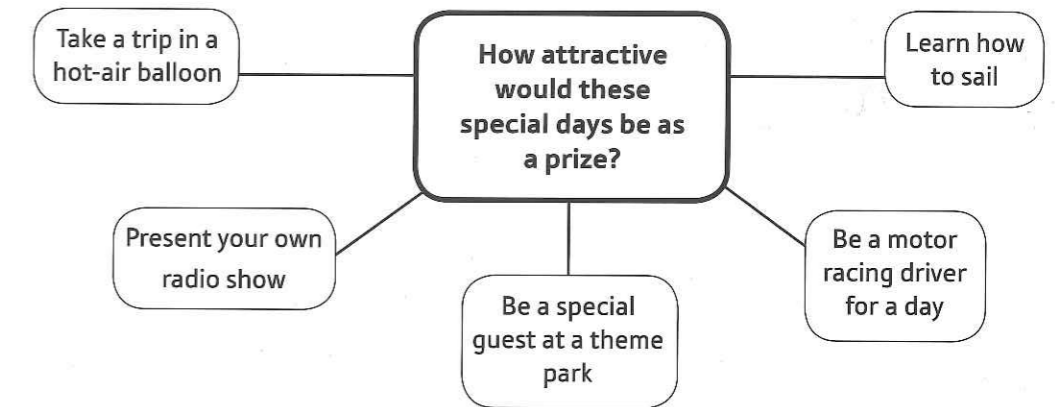 Take a trip in a
hot-air balloon
How attractive
would these
special days be as
a prize?
Learn how
to sail
Present your own
radio show
Be a special
guest at a theme
park
Be a motor
racing driver
for a day